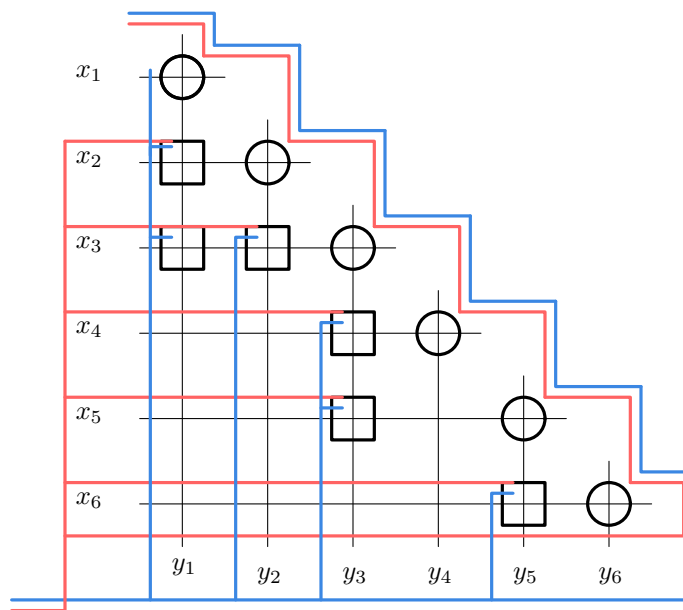 x₁
x₂
x₃
x₄
x₅
x₆
y₁ y₂ y₃ y₄ y₅ y₆